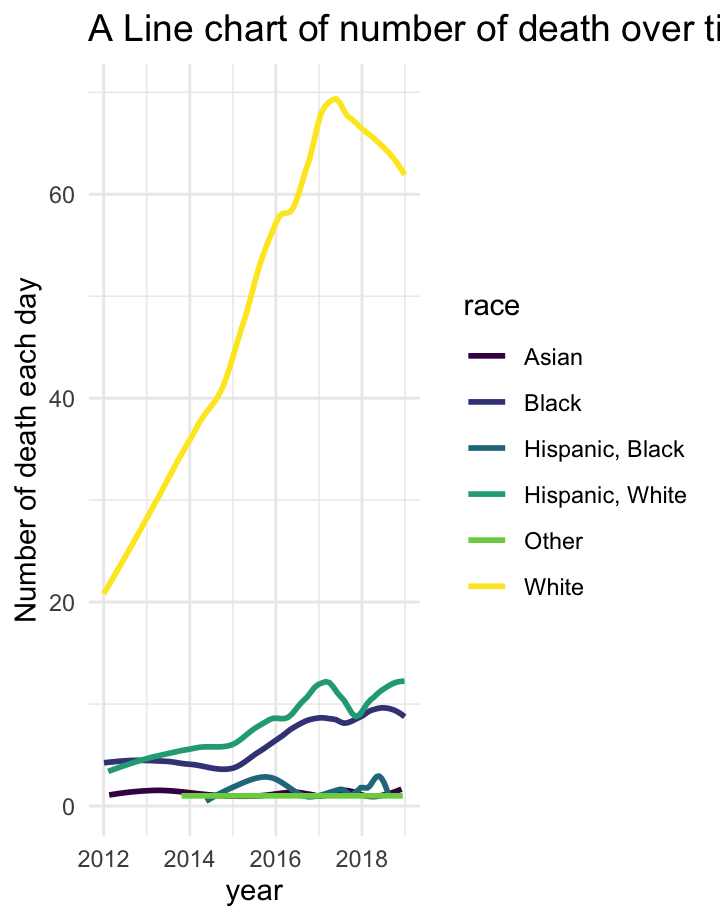 A Line chart of number of death over ti
Number of death each day
60
40
20
0
2012 2014 2016 2018
year
race
Asian
Black
Hispanic, Black
Hispanic, White
Other
White